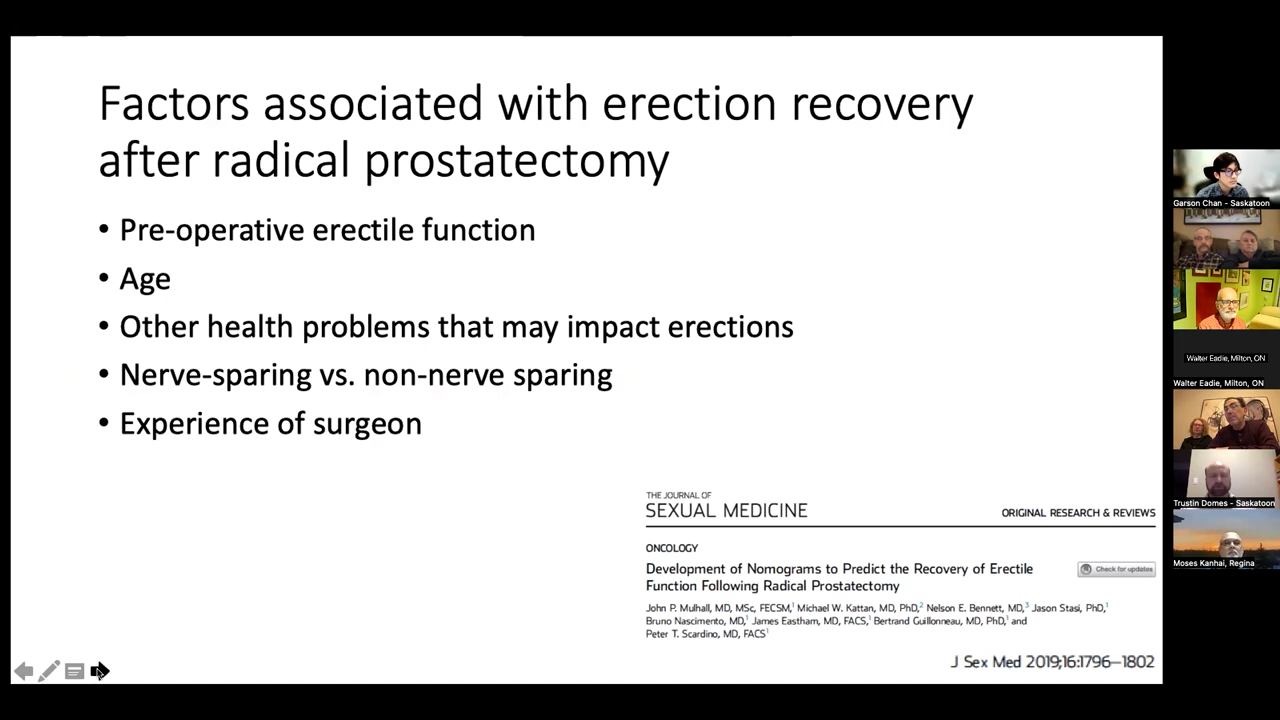 Factors associated with erection recovery
after radical prostatectomy
• Pre-operative erectile function
• Age
• Other health problems that may impact erections
• Nerve-sparing vs. non-nerve sparing
• Experience of surgeon
THE JOURNAL OF
SEXUAL MEDICINE
ORIGINAL RESEARCH & REVIEWS
ONCOLOGY
Development of Nomograms to Predict the Recovery of Erectile
Function Following Radical Prostatectomy
Check for updates
John P. Mulhall, MD, MSc, FECSM,1 Michael W. Kattan, MD, PhD,2 Nelson E. Bennett, MD,3 Jason Stasi, PhD,1
Bruno Nascimento, MD,1 James Eastham, MD, FACS,1 Bertrand Guillonneau, MD, PhD,1 and
Peter T. Scardino, MD, FACS1
J Sex Med 2019;16:1796–1802
Garson Chan - Saskatoon
Walter Eadie, Milton, ON
Walter Eadie, Milton, ON
Trustin Domes - Saskatoon
Moses Kanhai, Regina